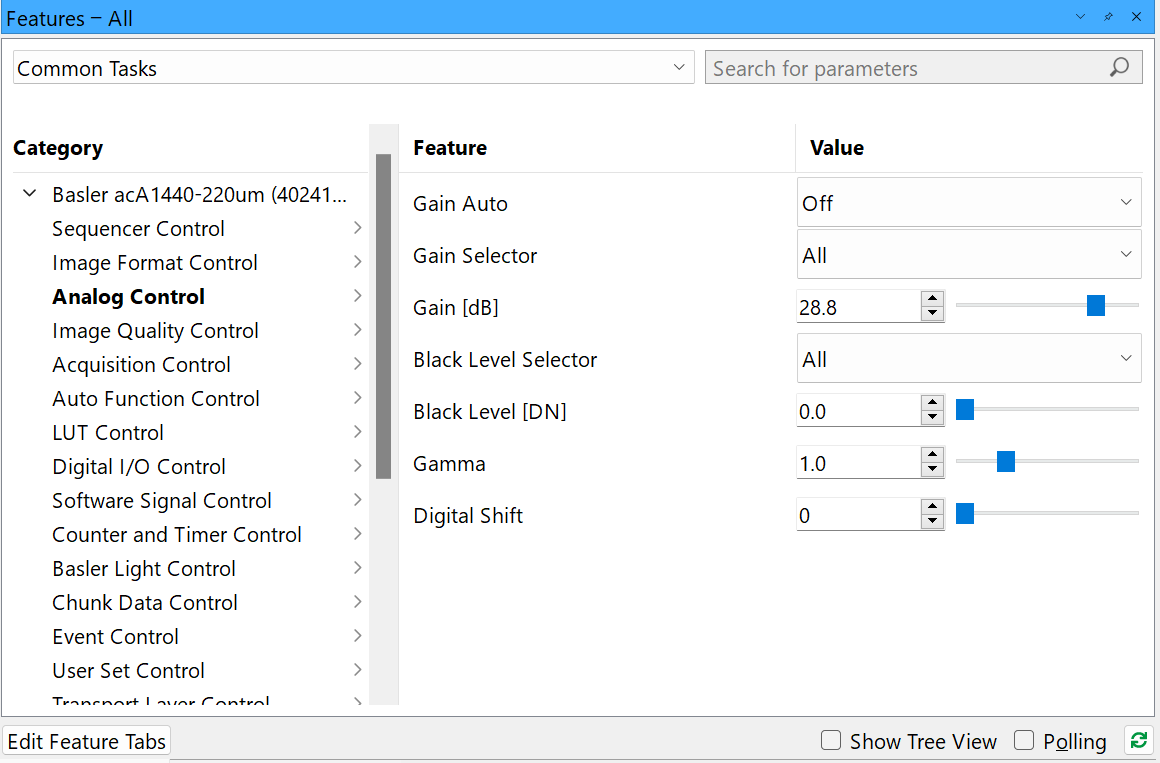 Features – All
Common Tasks
Search for parameters
Category
Basler acA1440-220um (40241...
Sequencer Control
Image Format Control
Analog Control
Image Quality Control
Acquisition Control
Auto Function Control
LUT Control
Digital I/O Control
Software Signal Control
Counter and Timer Control
Basler Light Control
Chunk Data Control
Event Control
User Set Control
Transport Layer Control
Feature Value
Gain Auto Off
Gain Selector All
Gain [dB] 28.8
Black Level Selector All
Black Level [DN] 0.0
Gamma 1.0
Digital Shift 0
Edit Feature Tabs
Show Tree View
Polling